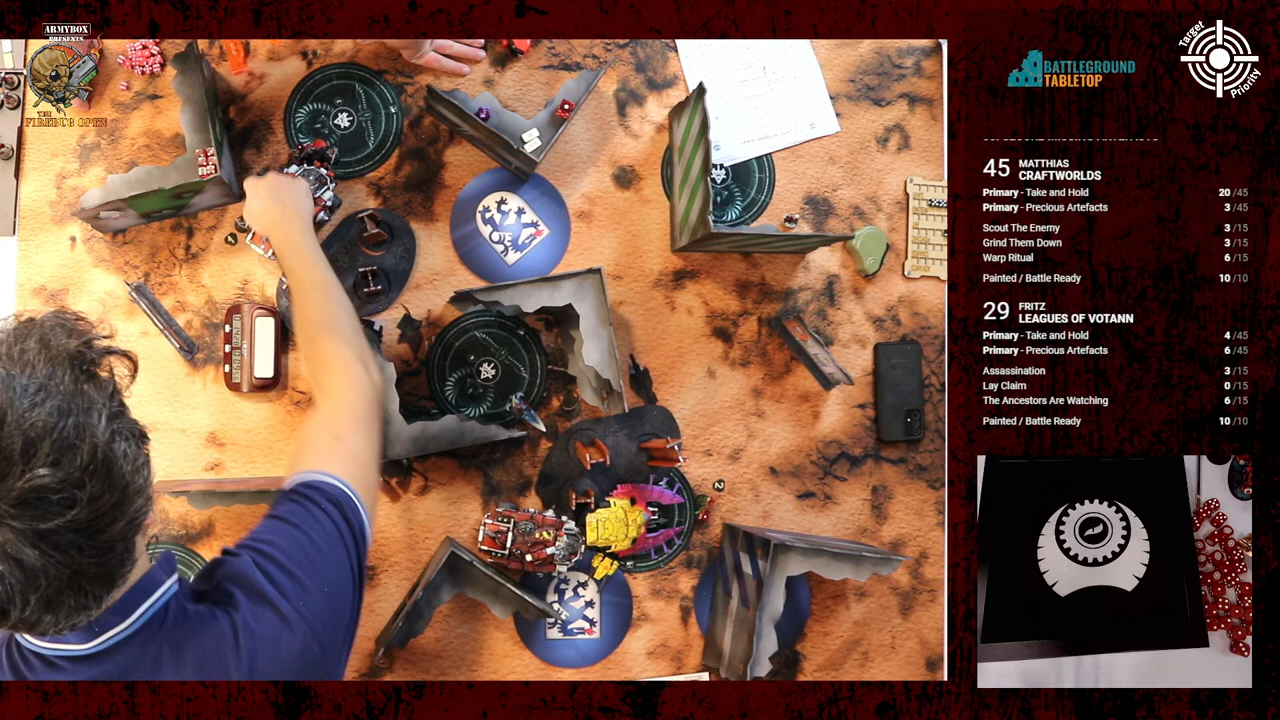 ARMYBOX
PRESENTS
THE
FIREBUG OPEN
BATTLEGROUND
TABLETOP
Target
Priority
45 MATTHIAS
CRAFTWORLDS
Primary - Take and Hold 20 /45
Primary - Precious Artefacts 3 /45
Scout The Enemy 3 /15
Grind Them Down 3 /15
Warp Ritual 6 /15
Painted / Battle Ready 10 /10
29 FRITZ
LEAGUES OF VOTANN
Primary - Take and Hold 4 /45
Primary - Precious Artefacts 6 /45
Assassination 3 /15
Lay Claim 0 /15
The Ancestors Are Watching 6 /15
Painted / Battle Ready 10 /10
1
2